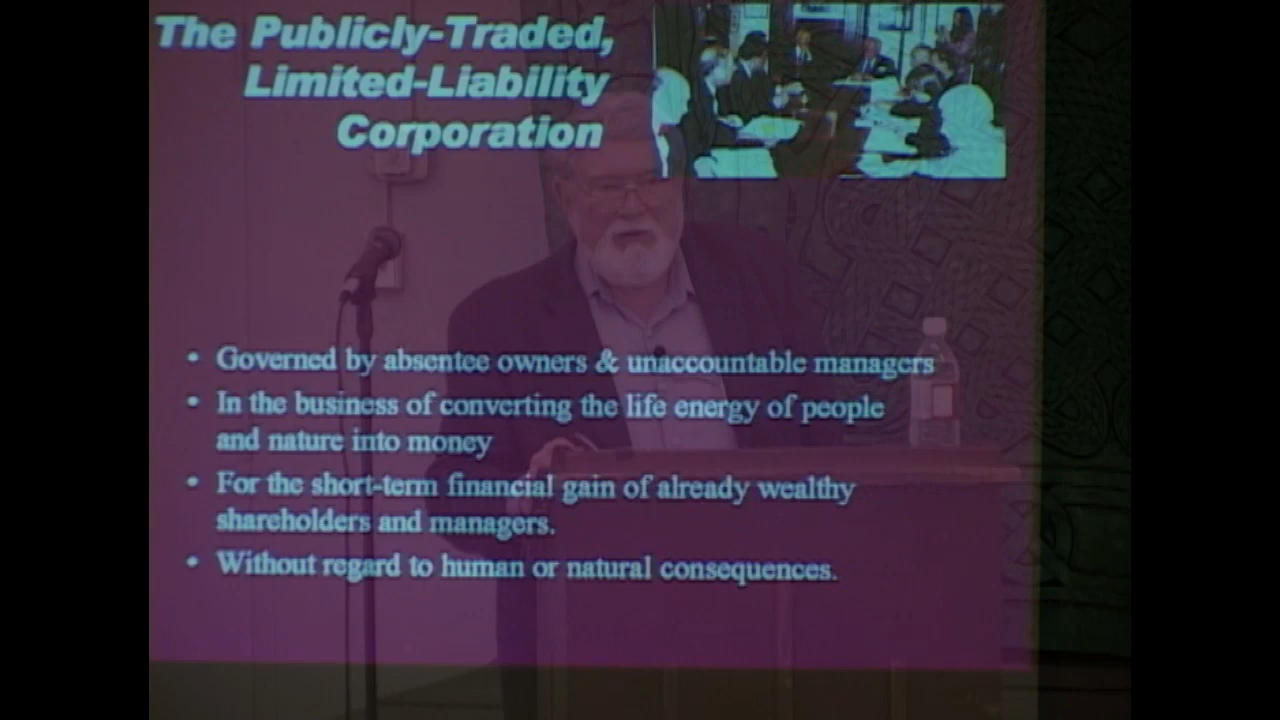 The Publicly-Traded,
Limited-Liability
Corporation
• Governed by absentee owners & unaccountable managers
• In the business of converting the life energy of people
and nature into money
• For the short-term financial gain of already wealthy
shareholders and managers.
• Without regard to human or natural consequences.